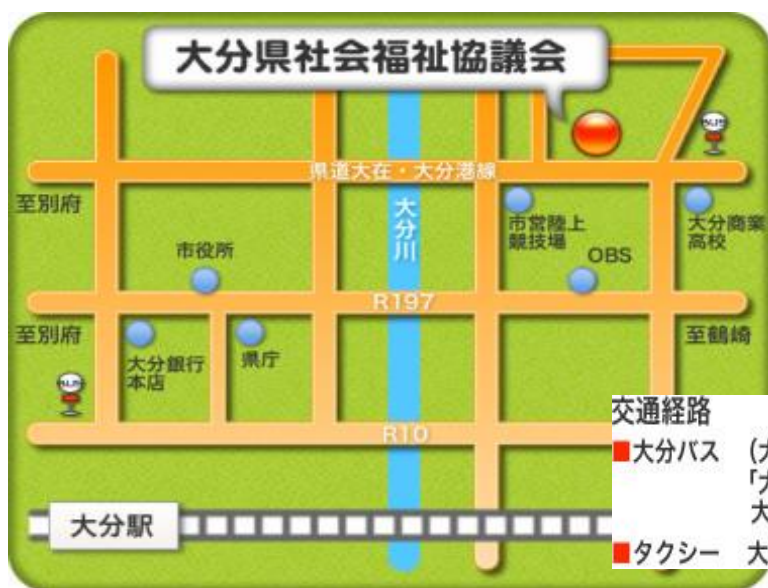 大分県社会福祉協議会
県道大在・大分港線
至別府
大分川
市営陸上
競技場
大分商業
高校
市役所
OBS
R197
至別府
大分銀行
本店
県庁
至鶴崎
R10
大分駅
交通経路
■大分バス （大
「大
大
■タクシー 大